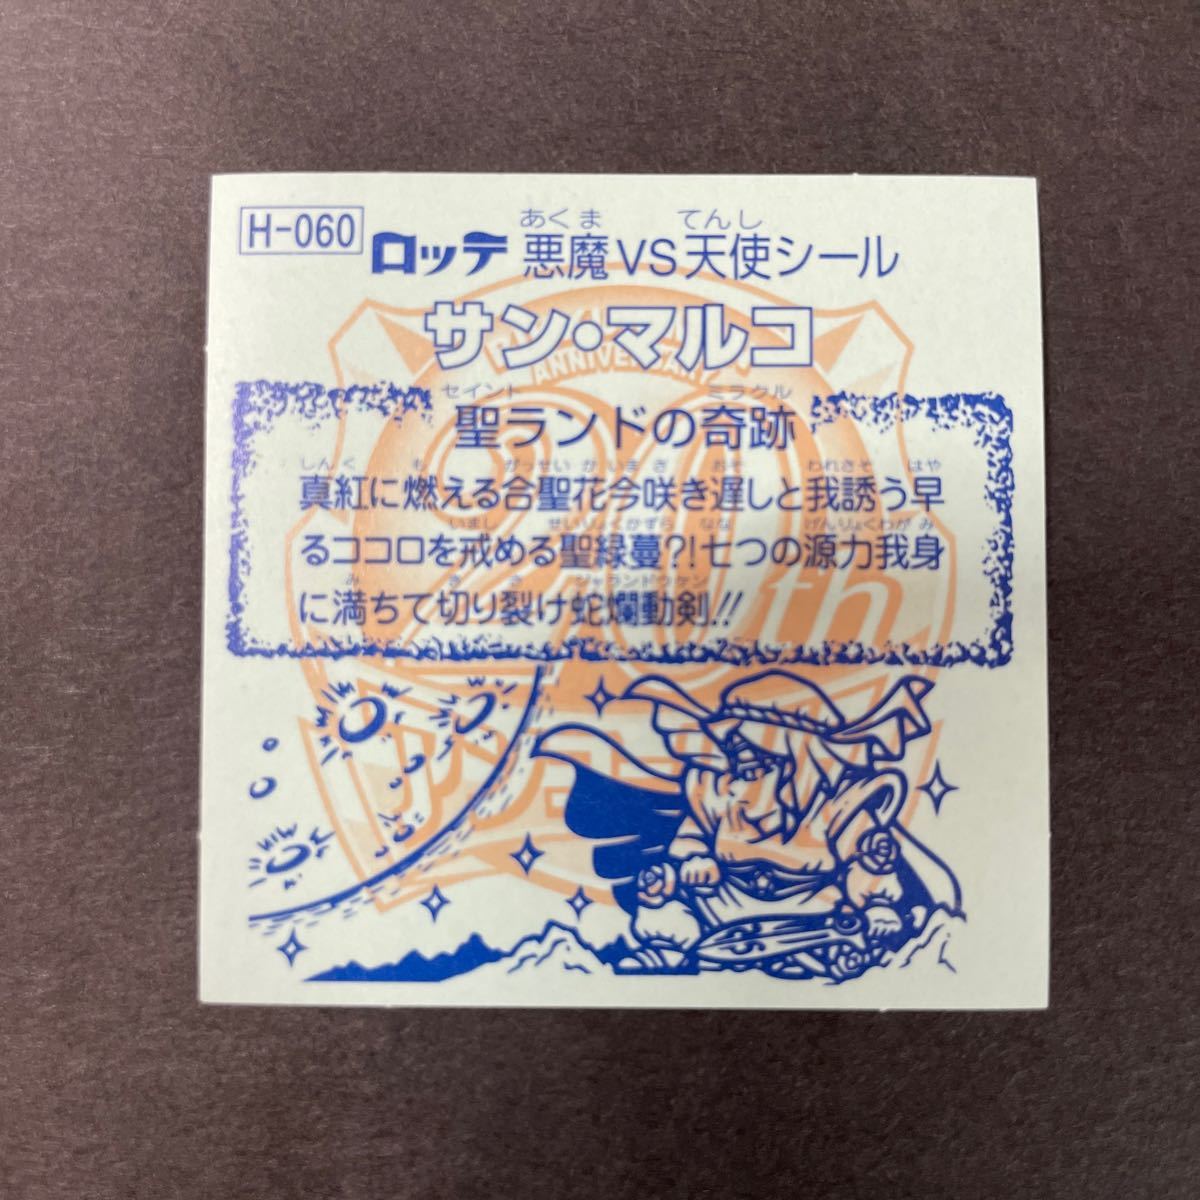 H-060
あくま てんし
ロッテ 悪魔VS天使シール
サン・マルコ
ANNIVERSARY
セイント ミラクル
聖ランドの奇跡
しんく も がっせいか いま さ おそ われさそ はや
真紅に燃える合聖花今咲き遅しと我誘う早
いまし せいりょくかずら なな げんりょくわがみ
るココロを戒める聖緑蔓?!七つの源力我身
み き さ ジャランドウケン
に満ちて切り裂け蛇爛動剣!!
20th
アンコール